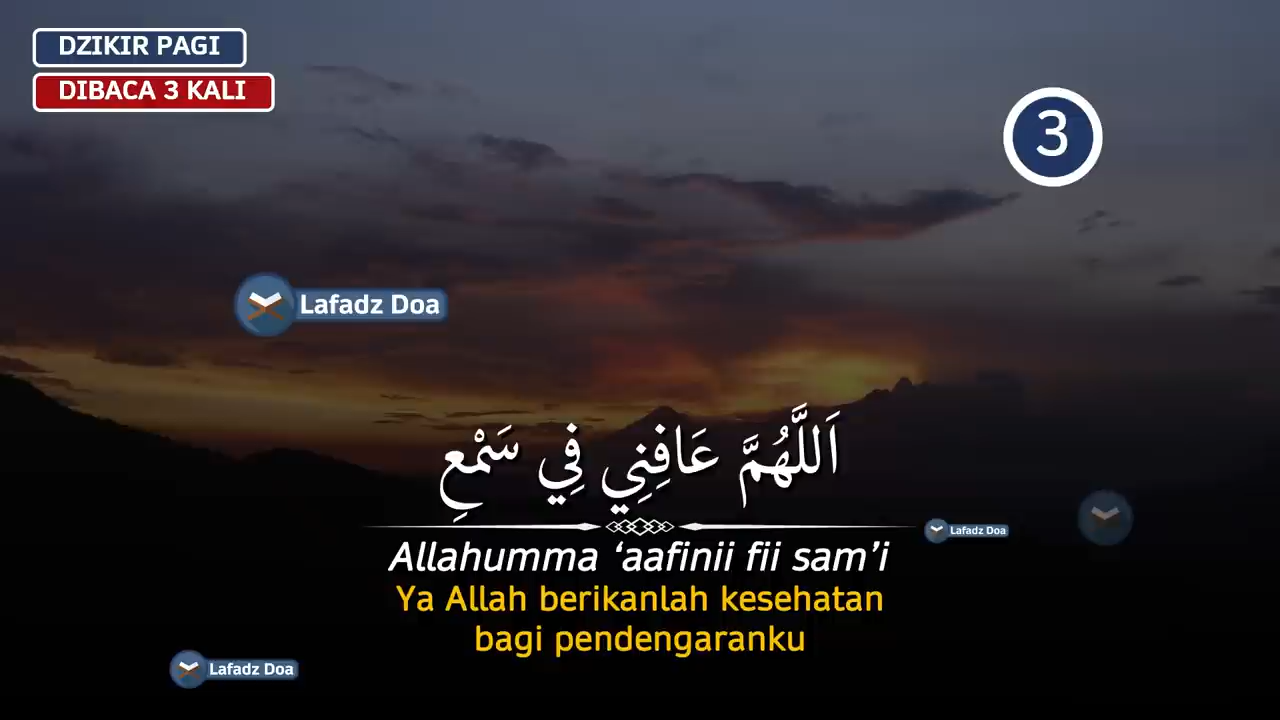 DZIKIR PAGI
DIBACA 3 KALI
3
Lafadz Doa
اَللَّهُمَّ عَافِنِي فِي سَمْعِ
Allahumma ‘aafinii fii sam’i
Ya Allah berikanlah kesehatan
bagi pendengaranku
Lafadz Doa
Lafadz Doa